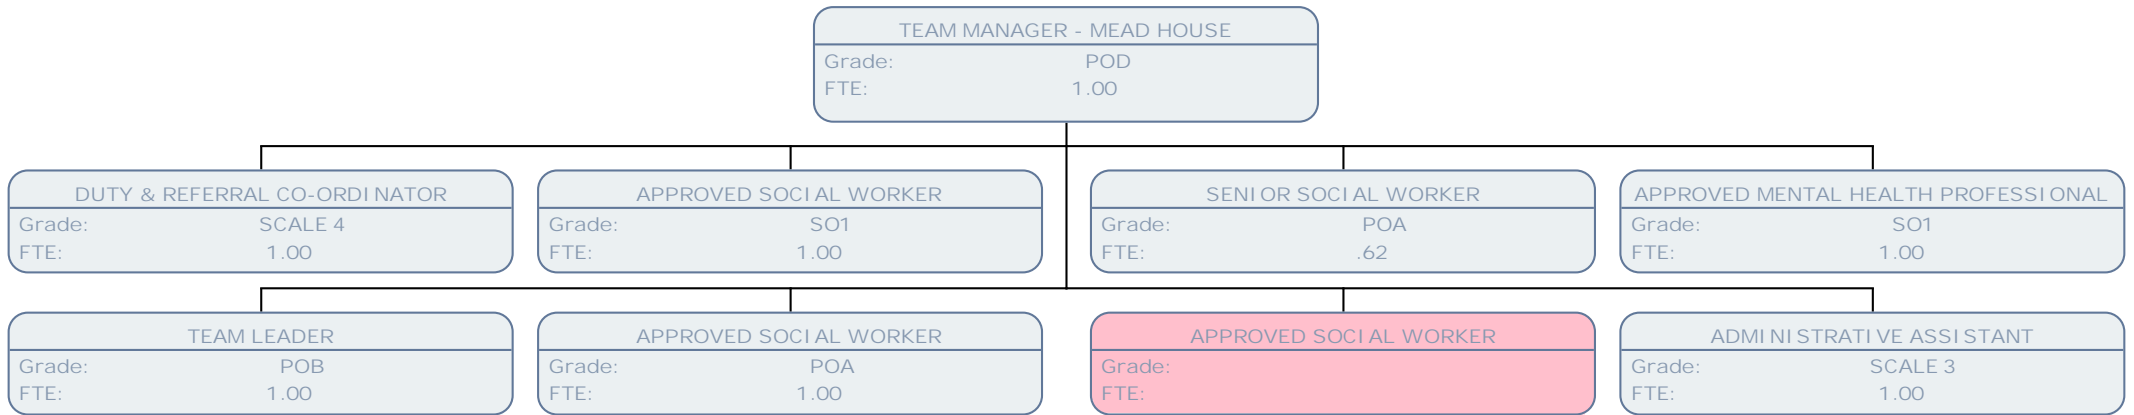 TEAM MANAGER - MEAD HOUSE
Grade: POD
FTE: 1.00
DUTY & REFERRAL CO-ORDINATOR
Grade: SCALE 4
FTE: 1.00
APPROVED SOCIAL WORKER
Grade: SO1
FTE: 1.00
SENIOR SOCIAL WORKER
Grade: POA
FTE: .62
APPROVED MENTAL HEALTH PROFESSIONAL
Grade: SO1
FTE: 1.00
TEAM LEADER
Grade: POB
FTE: 1.00
APPROVED SOCIAL WORKER
Grade: POA
FTE: 1.00
APPROVED SOCIAL WORKER
Grade:
FTE:
ADMINISTRATIVE ASSISTANT
Grade: SCALE 3
FTE: 1.00